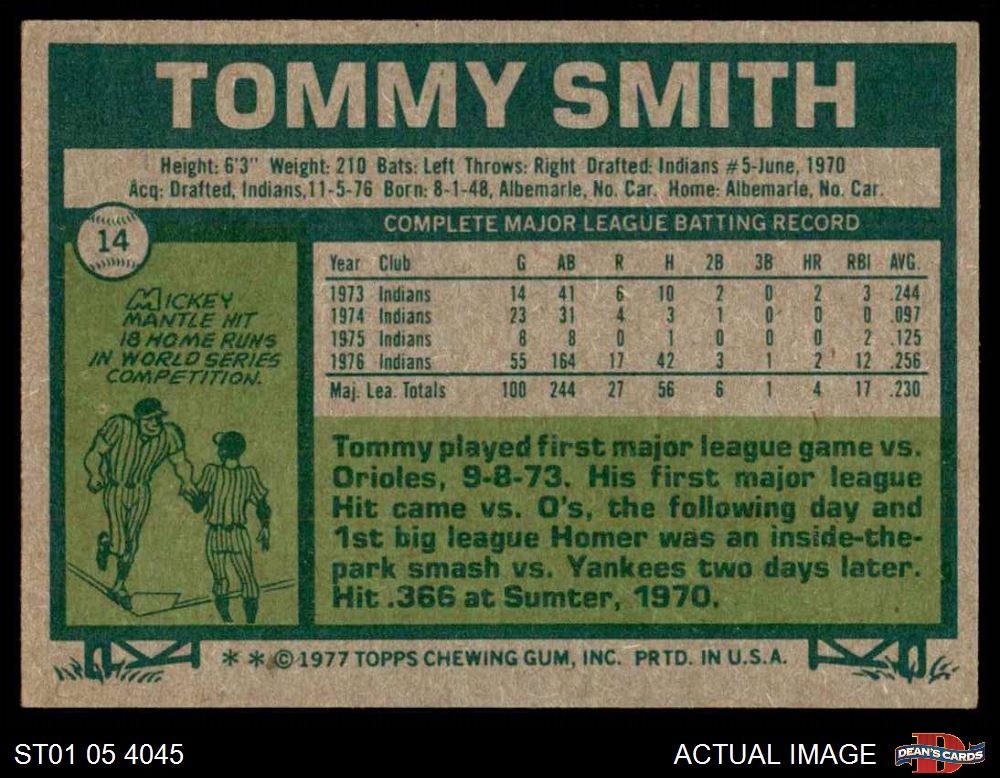 TOMMY SMITH
Height: 6'3" Weight: 210 Bats: Left Throws: Right Drafted: Indians #5-June, 1970
Acq: Drafted, Indians,11-5-76 Born: 8-1-48, Albemarle, No. Car. Home: Albemarle, No. Car.
14
MICKEY
MANTLE HIT
18 HOME RUNS
IN WORLD SERIES
COMPETITION.
COMPLETE MAJOR LEAGUE BATTING RECORD
Year Club G AB R H 2B 3B HR RBI AVG.
1973 Indians 14 41 6 10 2 0 2 3 .244
1974 Indians 23 31 4 3 1 0 0 0 .097
1975 Indians 8 8 0 1 0 0 0 2 .125
1976 Indians 55 164 17 42 3 1 2 12 .256
Maj. Lea. Totals 100 244 27 56 6 1 4 17 .230
Tommy played first major league game vs.
Orioles, 9-8-73. His first major league
Hit came vs. O's, the following day and
1st big league Homer was an inside-the-
park smash vs. Yankees two days later.
Hit .366 at Sumter, 1970.
* * © 1977 TOPPS CHEWING GUM, INC. PRTD. IN U.S.A.
ST01 05 4045
ACTUAL IMAGE
D
DEAN'S CARDS